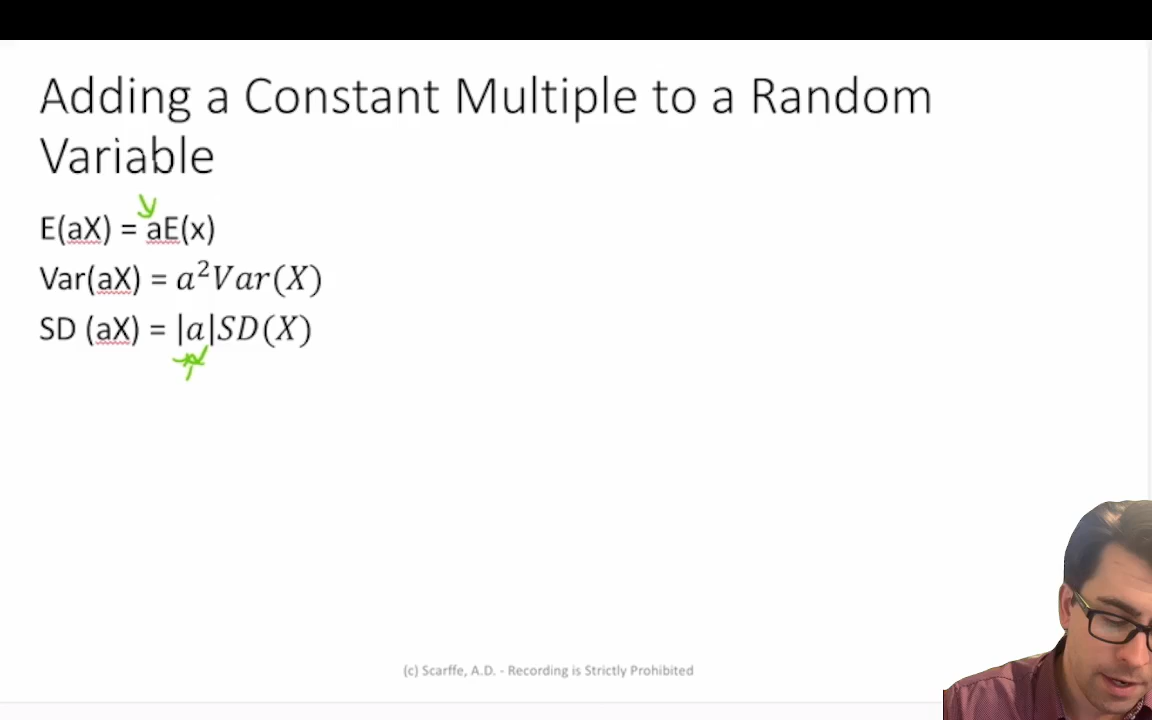 Adding a Constant Multiple to a Random
Variable
E(aX) = aE(x)
Var(aX) = a²Var(X)
SD (aX) = |a|SD(X)
(c) Scarffe, A.D. - Recording is Strictly Prohibited